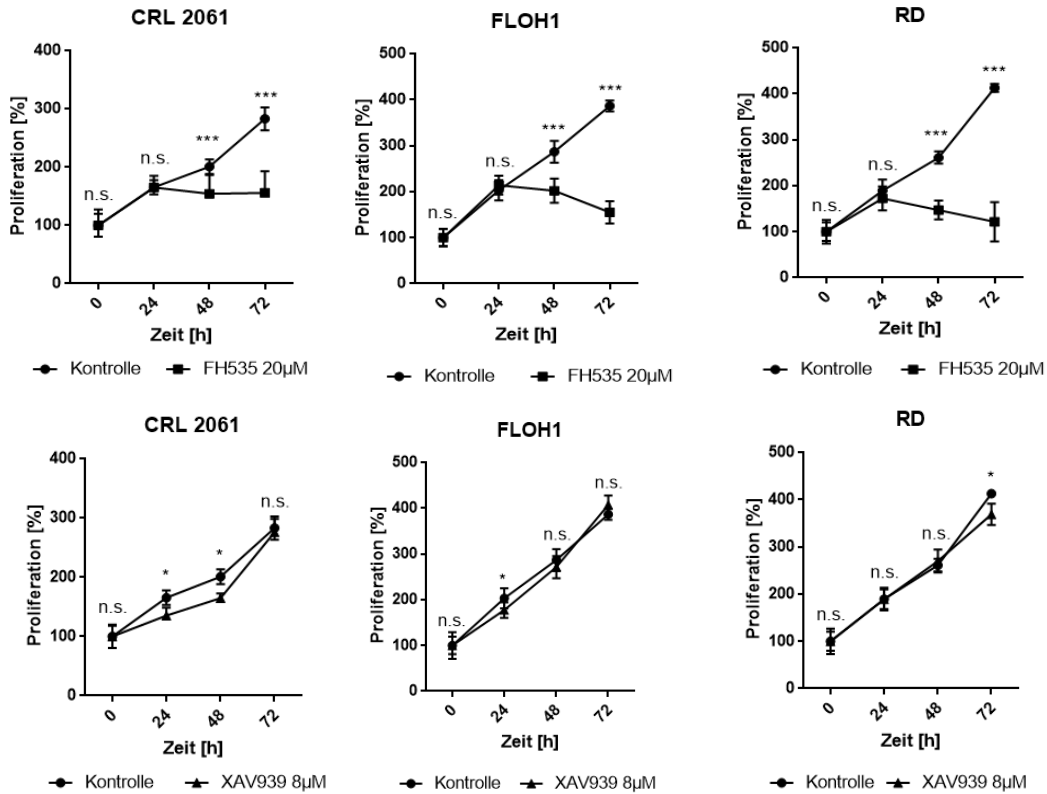 CRL 2061
Proliferation [%]
400
300
200
100
0
n.s.
n.s.
***
***
0
24
48
72
Zeit [h]
Kontrolle
FH535 20µM
FLOH1
Proliferation [%]
500
400
300
200
100
0
n.s.
n.s.
***
***
0
24
48
72
Zeit [h]
Kontrolle
FH535 20µM
RD
Proliferation [%]
500
400
300
200
100
0
n.s.
n.s.
***
***
0
24
48
72
Zeit [h]
Kontrolle
FH535 20µM
CRL 2061
Proliferation [%]
400
300
200
100
0
n.s.
*
*
n.s.
0
24
48
72
Zeit [h]
Kontrolle
XAV939 8µM
FLOH1
Proliferation [%]
500
400
300
200
100
0
n.s.
*
n.s.
n.s.
0
24
48
72
Zeit [h]
Kontrolle
XAV939 8µM
RD
Proliferation [%]
500
400
300
200
100
0
n.s.
n.s.
n.s.
*
0
24
48
72
Zeit [h]
Kontrolle
XAV939 8µM